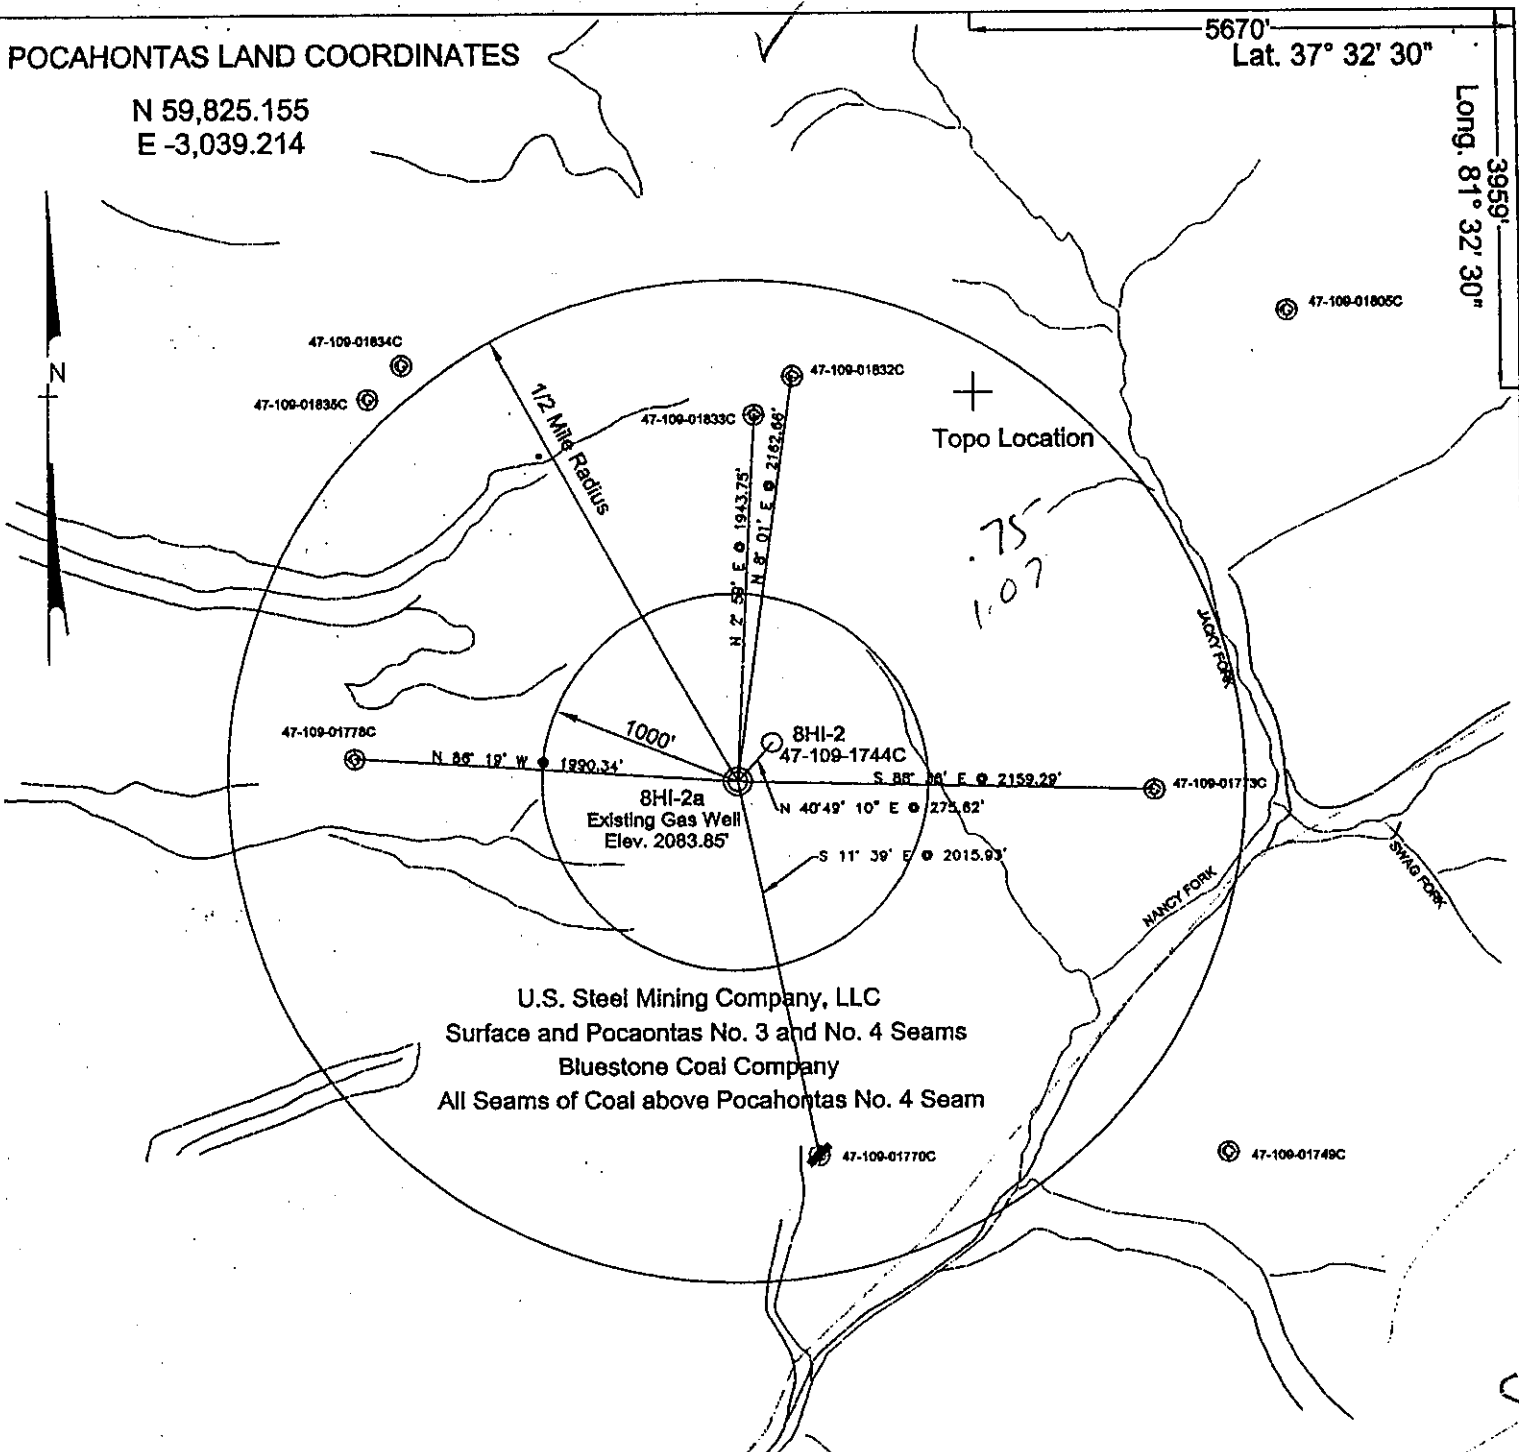 5670'
POCAHONTAS LAND COORDINATES
Lat. 37° 32' 30"
N 59,825.155
E -3,039.214
3959'
Long. 81° 32' 30"
47-109-01805C
47-109-01834C
N
47-109-01832C
47-109-01835C
47-109-01833C
1/2 Mile Radius
Topo Location
N 2° 59' E @ 1943.75'
N 8° 01' E @ 2162.66'
.75
1.07
JACKY FORK
47-109-01778C
1000'
8HI-2
47-109-1744C
N 86° 19' W 1990.34'
S 88° E @ 2159.29'
47-109-01773C
8HI-2a
N 40°49' 10" E @ 275.62'
Existing Gas Well
Elev. 2083.85'
S 11° 39' E @ 2015.93'
SWAG FORK
NANCY FORK
U.S. Steel Mining Company, LLC
Surface and Pocaontas No. 3 and No. 4 Seams
Bluestone Coal Company
All Seams of Coal above Pocahontas No. 4 Seam
47-109-01770C
47-109-01749C